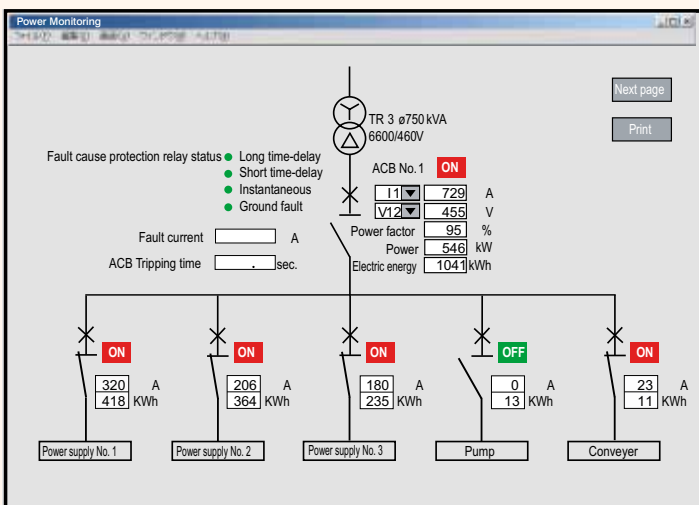 Power Monitoring
Next page
Print
TR 3 ø750 kVA
6600/460V
Fault cause protection relay status
Long time-delay
Short time-delay
Instantaneous
Ground fault
ACB No.1 ON
I1 729 A
V12 455 V
Power factor 95 %
Power 546 kW
Electric energy 1041 kWh
Fault current A
ACB Tripping time . sec.
ON ON ON OFF ON
320 A 206 A 180 A 0 A 23 A
418 KWh 364 KWh 235 KWh 13 KWh 11 KWh
Power supply No. 1 Power supply No. 2 Power supply No. 3 Pump Conveyer